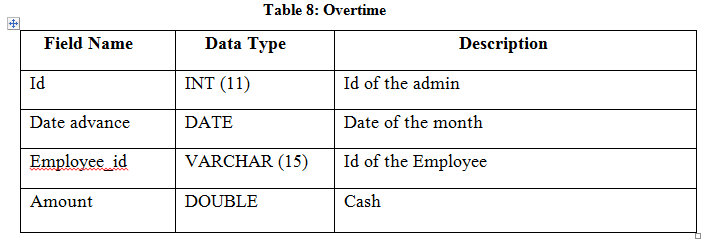 Table 8: Overtime
Field Name Data Type Description
Id INT (11) Id of the admin
Date advance DATE Date of the month
Employee_id VARCHAR (15) Id of the Employee
Amount DOUBLE Cash